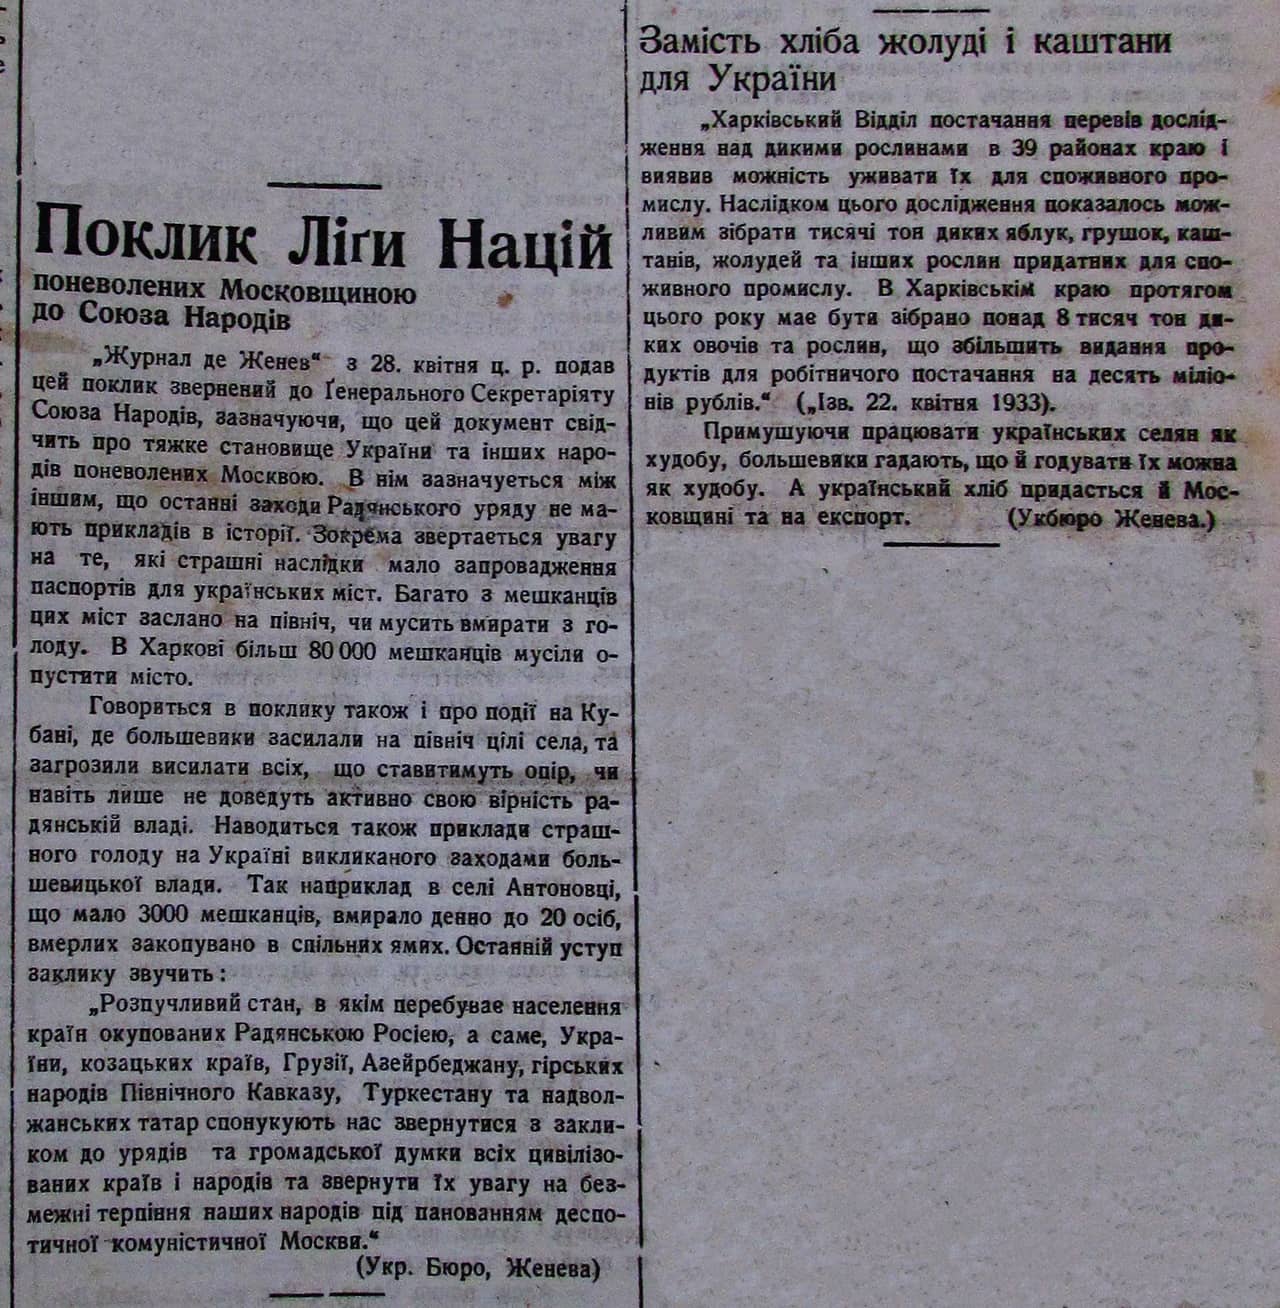 Поклик Ліґи Націй
поневолених Московщиною
до Союза Народів
„Журнал де Женев“ з 28. квітня ц. р. подав
цей поклик звернений до Ґенерального Секретаріяту
Союза Народів, зазначуючи, що цей документ свід-
чить про тяжке становище України та інших наро-
дів поневолених Москвою. В нім зазначується між
іншим, що останні заходи Радянського уряду не ма-
ють прикладів в історії. Зокрема звертається увагу
на те, які страшні наслідки мало запровадження
паспортів для українських міст. Багато з мешканців
цих міст заслано на північ, чи мусить вмирати з го-
лоду. В Харкові більш 80 000 мешканців мусіли о-
пустити місто.
Говориться в поклику також і про події на Ку-
бані, де большевики засилали на північ цілі села, та
загрозили висилати всіх, що ставитимуть опір, чи
навіть лише не доведуть активно свою вірність ра-
дянській владі. Наводиться також приклади страш-
ного голоду на Україні викликаного заходами боль-
шевицької влади. Так наприклад в селі Антоновці,
що мало 3000 мешканців, вмирало денно до 20 осіб,
вмерлих закопувано в спільних ямих. Останній уступ
заклику звучить:
„Розпучливий стан, в якім перебуває населення
країн окупованих Радянською Росією, а саме, Укра-
їни, козацьких країв, Грузії, Азейрбеджану, гірських
народів Північного Кавказу, Туркестану та надвол-
жанських татар спонукують нас звернутися з закли-
ком до урядів та громадської думки всіх цивілізо-
ваних країв і народів та звернути їх увагу на без-
межні терпіння наших народів під панованням деспо-
тичної комуністичної Москви.“
(Укр. Бюро, Женева)
Замість хліба жолуді і каштани
для України
„Харківський Відділ постачання перевів дослід-
ження над дикими рослинами в 39 районах краю і
виявив можність уживати їх для споживного про-
мислу. Наслідком цього дослідження показалось мож-
ливим зібрати тисячі тон диких яблук, грушок, каш-
танів, жолудей та інших рослин придатних для спо-
живного промислу. В Харківськім краю протягом
цього року має бути зібрано понад 8 тисяч тон ди-
ких овочів та рослин, що збільшить видання про-
дуктів для робітничого постачання на десять міліо-
нів рублів.“ („Ізв. 22. квітня 1933).
Примушуючи працювати українських селян як
худобу, большевики гадають, що й годувати їх можна
як худобу. А український хліб придасться й Мос-
ковщині та на експорт. (Укбюро Женева.)